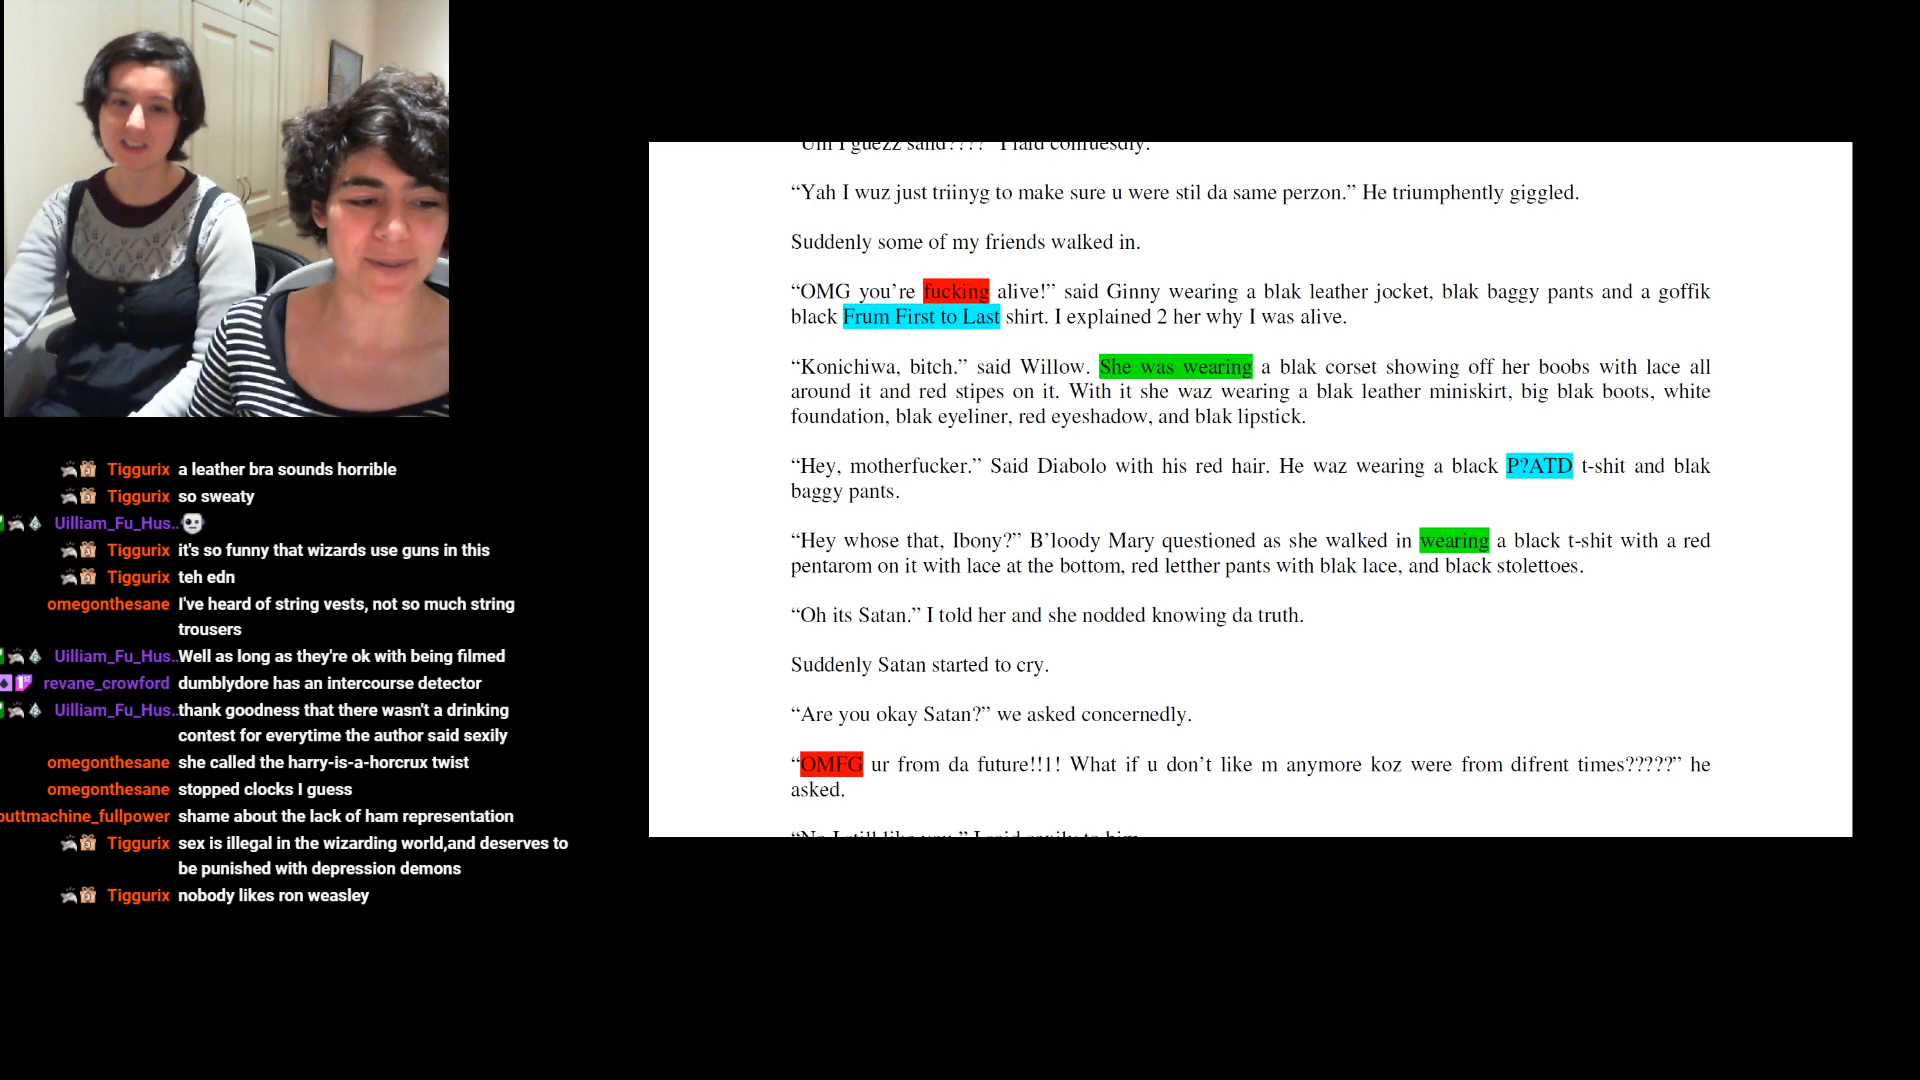 Tiggurix a leather bra sounds horrible
Tiggurix so sweaty
Uilliam_Fu_Hus..
Tiggurix it's so funny that wizards use guns in this
Tiggurix teh edn
omegonthesane I've heard of string vests, not so much string
trousers
Uilliam_Fu_Hus.. Well as long as they're ok with being filmed
revane_crowford dumblydore has an intercourse detector
Uilliam_Fu_Hus.. thank goodness that there wasn't a drinking
contest for everytime the author said sexily
omegonthesane she called the harry-is-a-horcrux twist
omegonthesane stopped clocks I guess
buttmachine_fullpower shame about the lack of ham representation
Tiggurix sex is illegal in the wizarding world,and deserves to
be punished with depression demons
Tiggurix nobody likes ron weasley
“Yah I wuz just triinyg to make sure u were stil da same perzon.” He triumphently giggled.
Suddenly some of my friends walked in.
“OMG you’re fucking alive!” said Ginny wearing a blak leather jocket, blak baggy pants and a goffik
black Frum First to Last shirt. I explained 2 her why I was alive.
“Konichiwa, bitch.” said Willow. She was wearing a blak corset showing off her boobs with lace all
around it and red stipes on it. With it she waz wearing a blak leather miniskirt, big blak boots, white
foundation, blak eyeliner, red eyeshadow, and blak lipstick.
“Hey, motherfucker.” Said Diabolo with his red hair. He waz wearing a black P?ATD t-shit and blak
baggy pants.
“Hey whose that, Ibony?” B’loody Mary questioned as she walked in wearing a black t-shit with a red
pentarom on it with lace at the bottom, red letther pants with blak lace, and black stolettoes.
“Oh its Satan.” I told her and she nodded knowing da truth.
Suddenly Satan started to cry.
“Are you okay Satan?” we asked concernedly.
“OMFG ur from da future!!1! What if u don’t like m anymore koz were from difrent times?????” he
asked.
“No I still like you.” I said sexily to him.